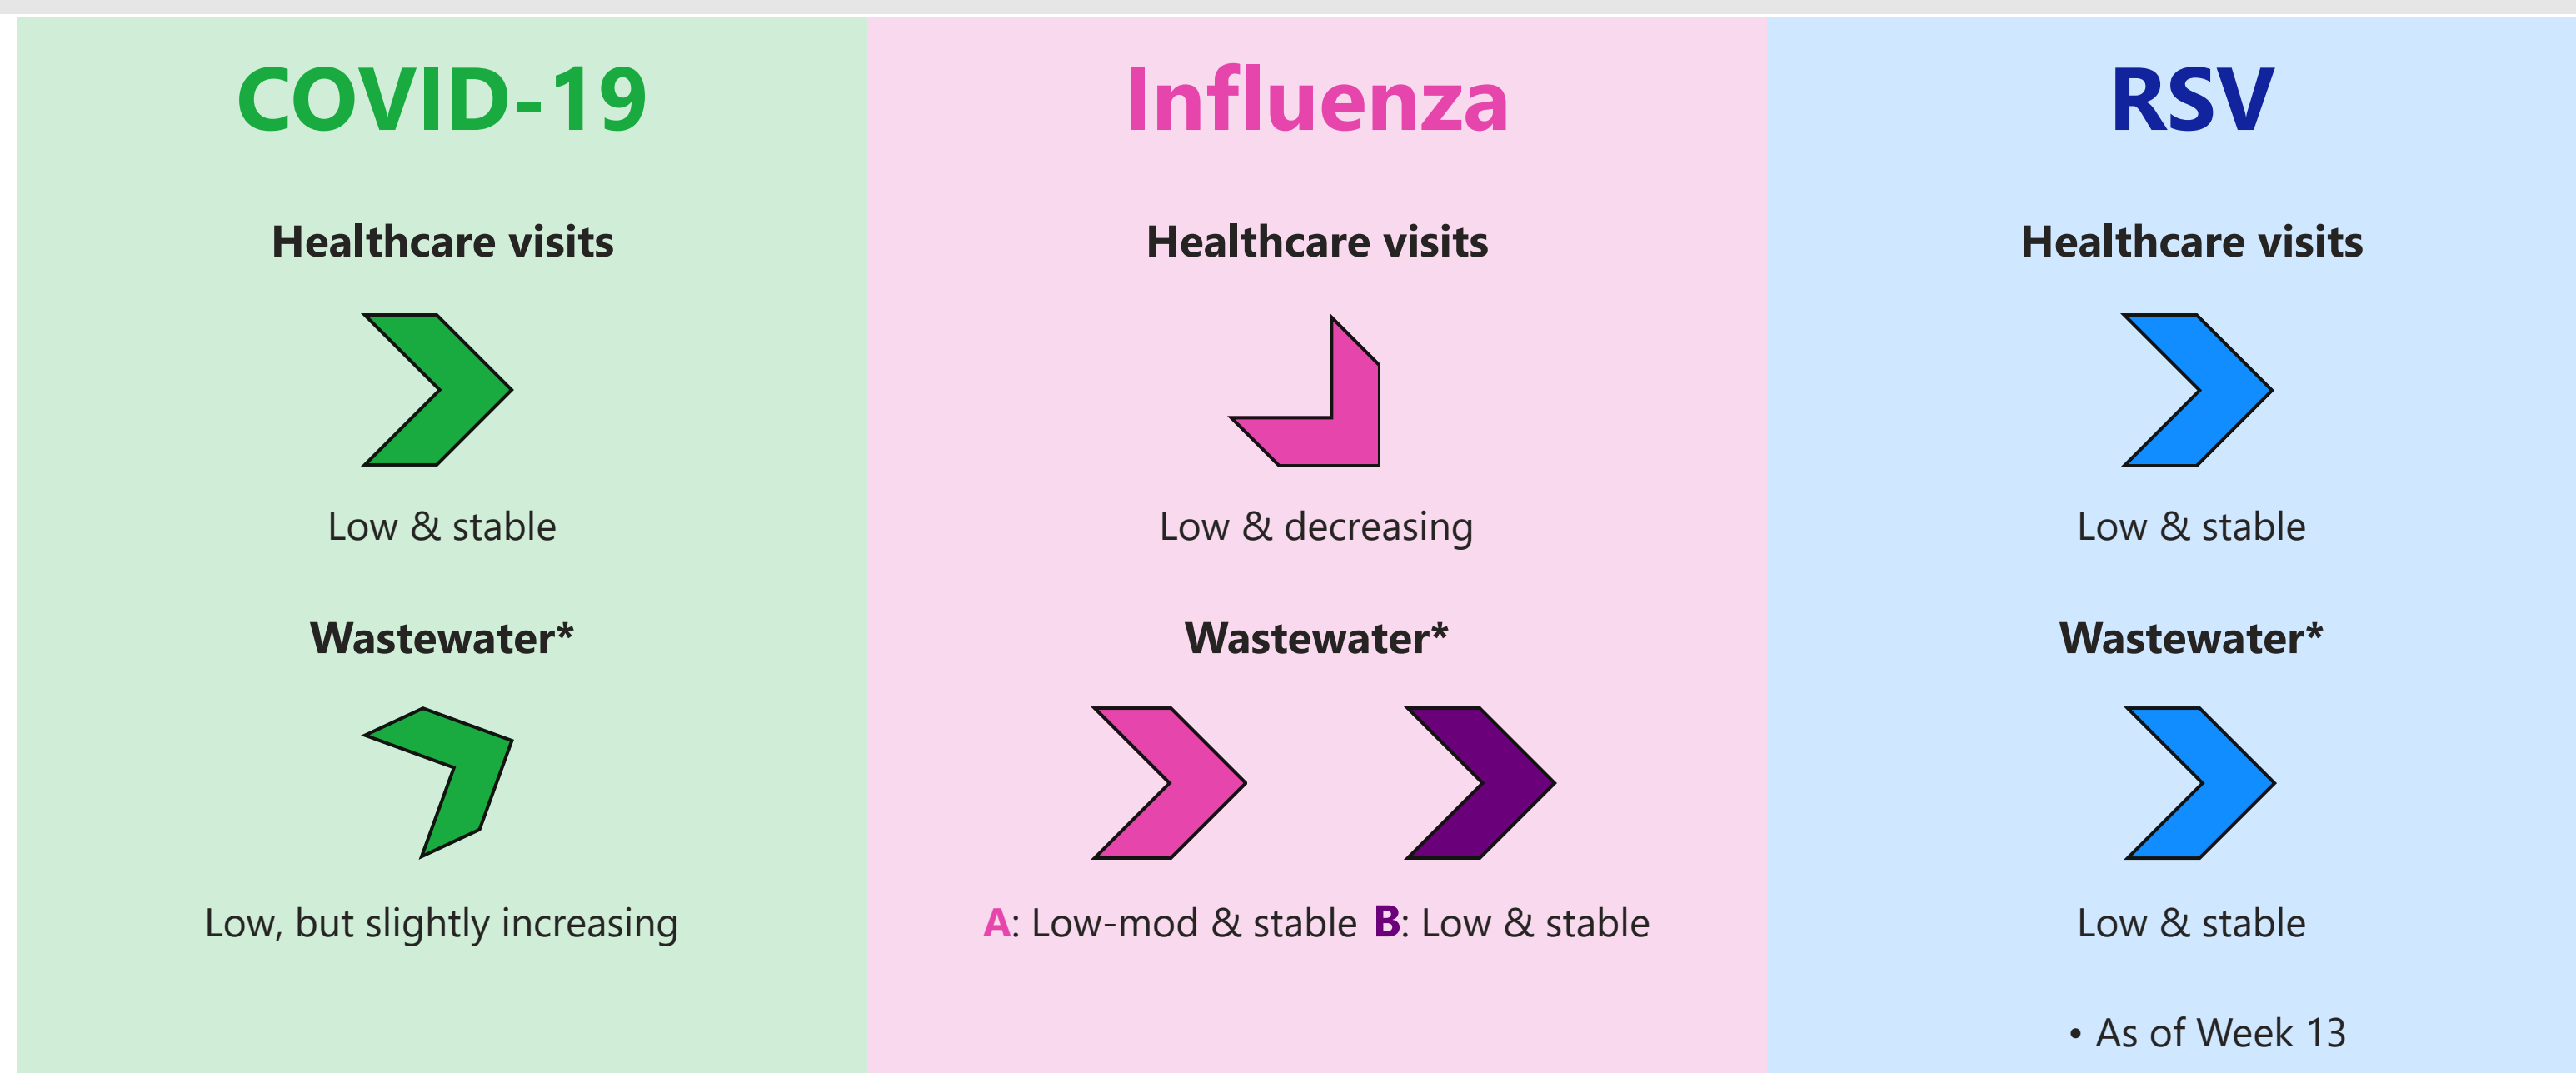 COVID-19
Healthcare visits
Low & stable
Wastewater*
Low, but slightly increasing
Influenza
Healthcare visits
Low & decreasing
Wastewater*
A: Low-mod & stable B: Low & stable
RSV
Healthcare visits
Low & stable
Wastewater*
Low & stable
• As of Week 13